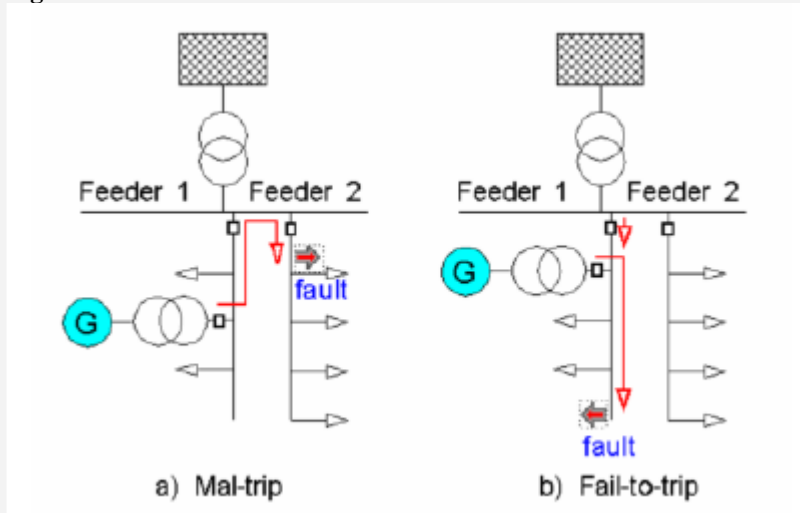 Feeder 1 Feeder 2
G
fault
a) Mal-trip
Feeder 1 Feeder 2
G
fault
b) Fail-to-trip